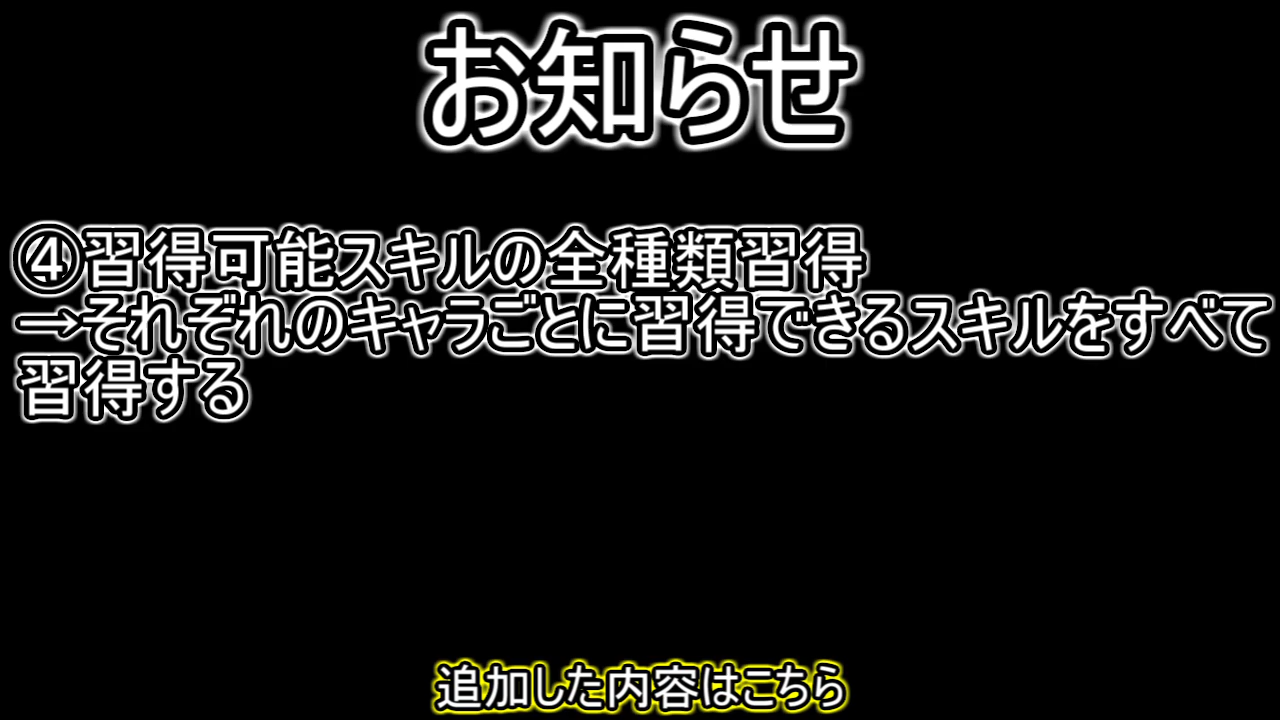 お知らせ
④習得可能スキルの全種類習得
→それぞれのキャラごとに習得できるスキルをすべて
習得する
追加した内容はこちら